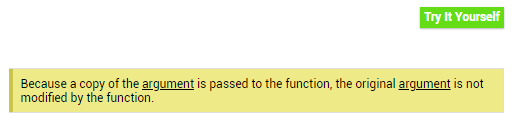 Try It Yourself
Because a copy of the argument is passed to the function, the original argument is not
modified by the function.